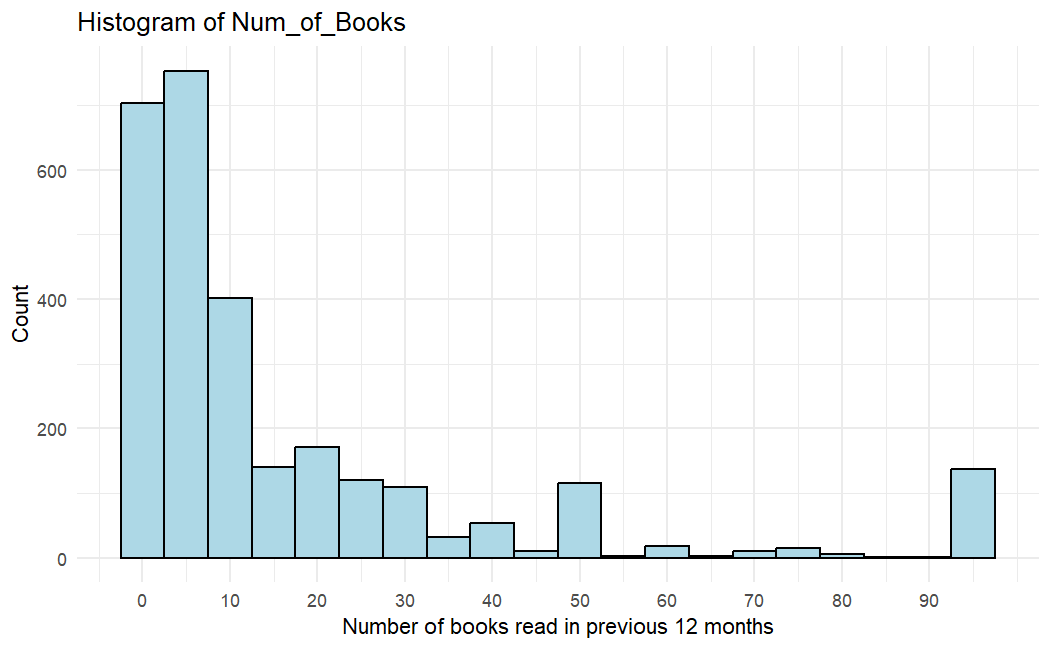 Histogram of Num_of_Books
600
400
200
0
Count
0 10 20 30 40 50 60 70 80 90
Number of books read in previous 12 months